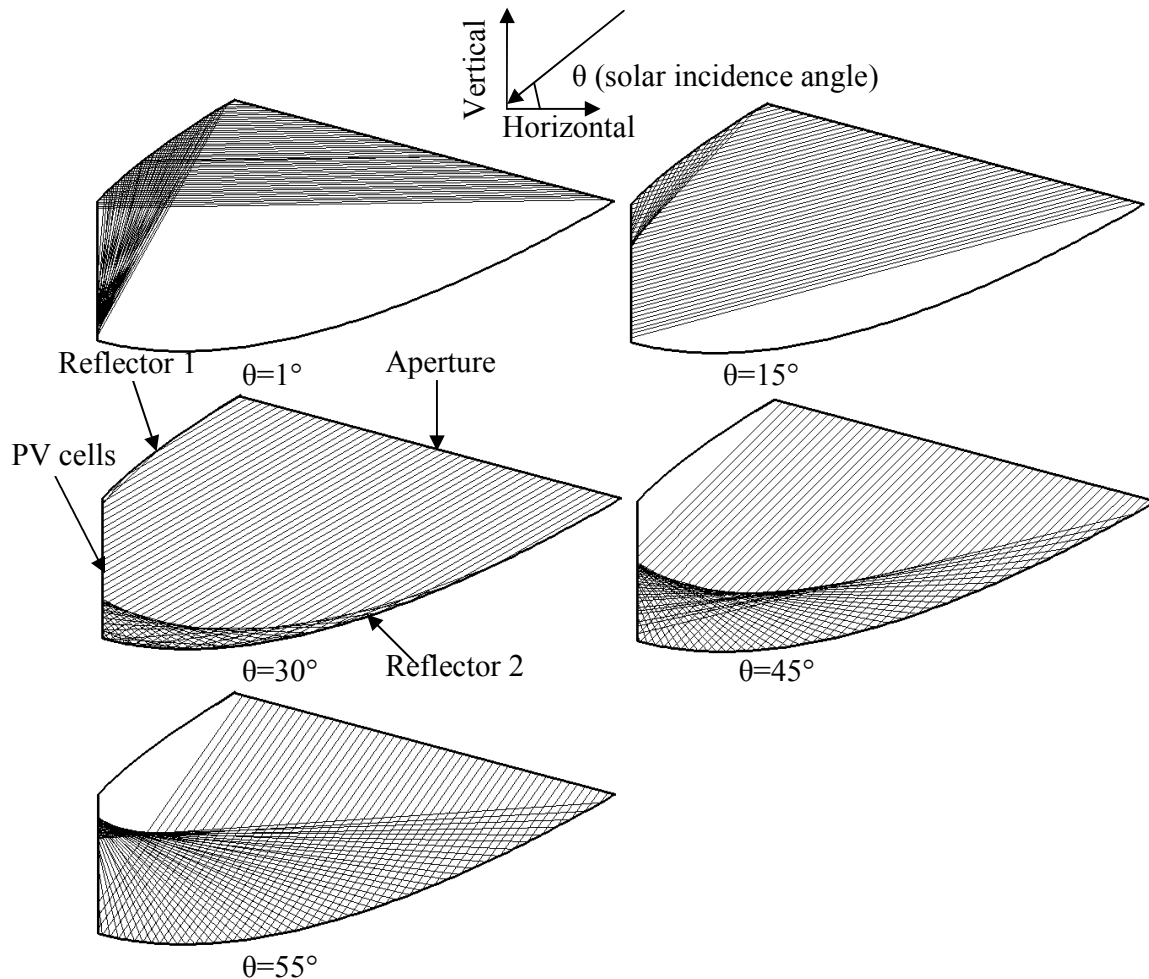 Vertical
θ (solar incidence angle)
Horizontal
Reflector 1
θ=1°
Aperture
θ=15°
PV cells
θ=30°
Reflector 2
θ=45°
θ=55°